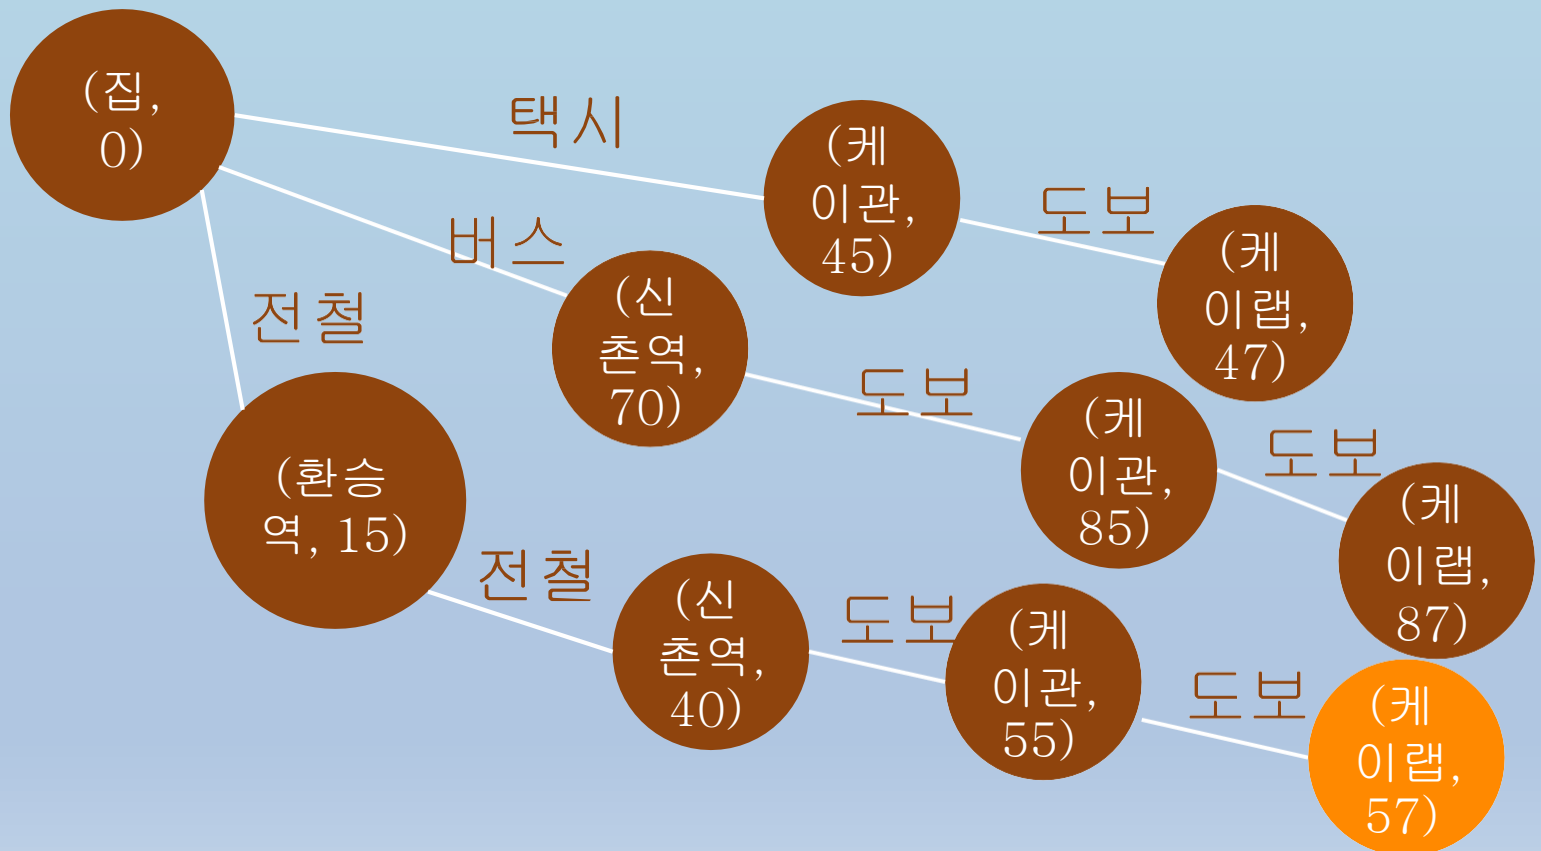 (집,
0)
택시
(케
이관,
45)
도보
(케
이랩,
47)
버스
(신
촌역,
70)
도보
(케
이관,
85)
도보
(케
이랩,
87)
전철
(환승
역, 15)
전철
(신
촌역,
40)
도보
(케
이관,
55)
도보
(케
이랩,
57)